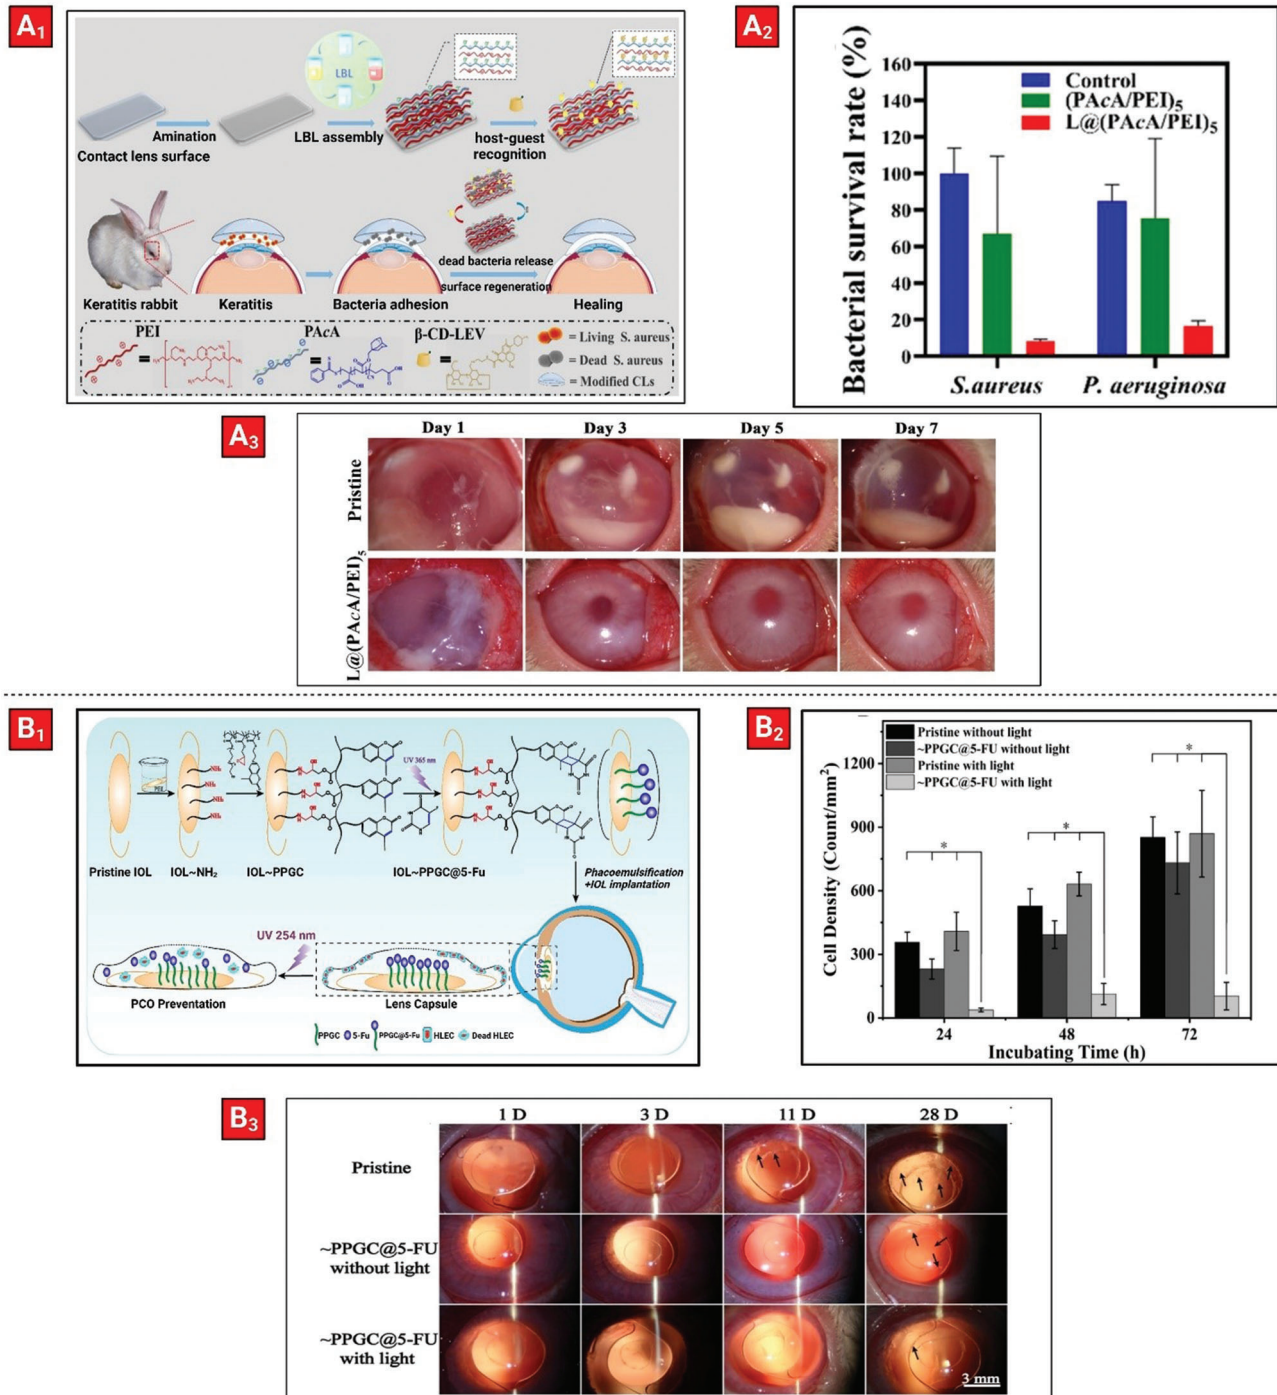 A1
LBL
Amination
Contact lens surface
LBL assembly
host-guest
recognition
dead bacteria release
surface regeneration
Keratitis rabbit
Keratitis
Bacteria adhesion
Healing
PEI
PAcA
β-CD-LEV
= Living S. aureus
= Dead S. aureus
= Modified CLs
A2
Bacterial survival rate (%)
160
140
120
100
80
60
40
20
0
Control
(PAcA/PEI)5
L@(PAcA/PEI)5
S.aureus
P. aeruginosa
A3
Day 1
Day 3
Day 5
Day 7
Pristine
L@(PAcA/PEI)5
B1
PEI
NH2
NH2
NH2
NH2
UV 365 nm
Pristine IOL
IOL~NH2
IOL~PPGC
IOL~PPGC@5-Fu
Phacoemulsification
+IOL implantation
UV 254 nm
PCO Preventation
Lens Capsule
PPGC
5-Fu
PPGC@5-Fu
HLEC
Dead HLEC
B2
Pristine without light
~PPGC@5-FU without light
Pristine with light
~PPGC@5-FU with light
Cell Density (Count/mm2)
1200
900
600
300
0
*
*
*
24
48
72
Incubating Time (h)
B3
1 D
3 D
11 D
28 D
Pristine
~PPGC@5-FU
without light
~PPGC@5-FU
with light
3 mm